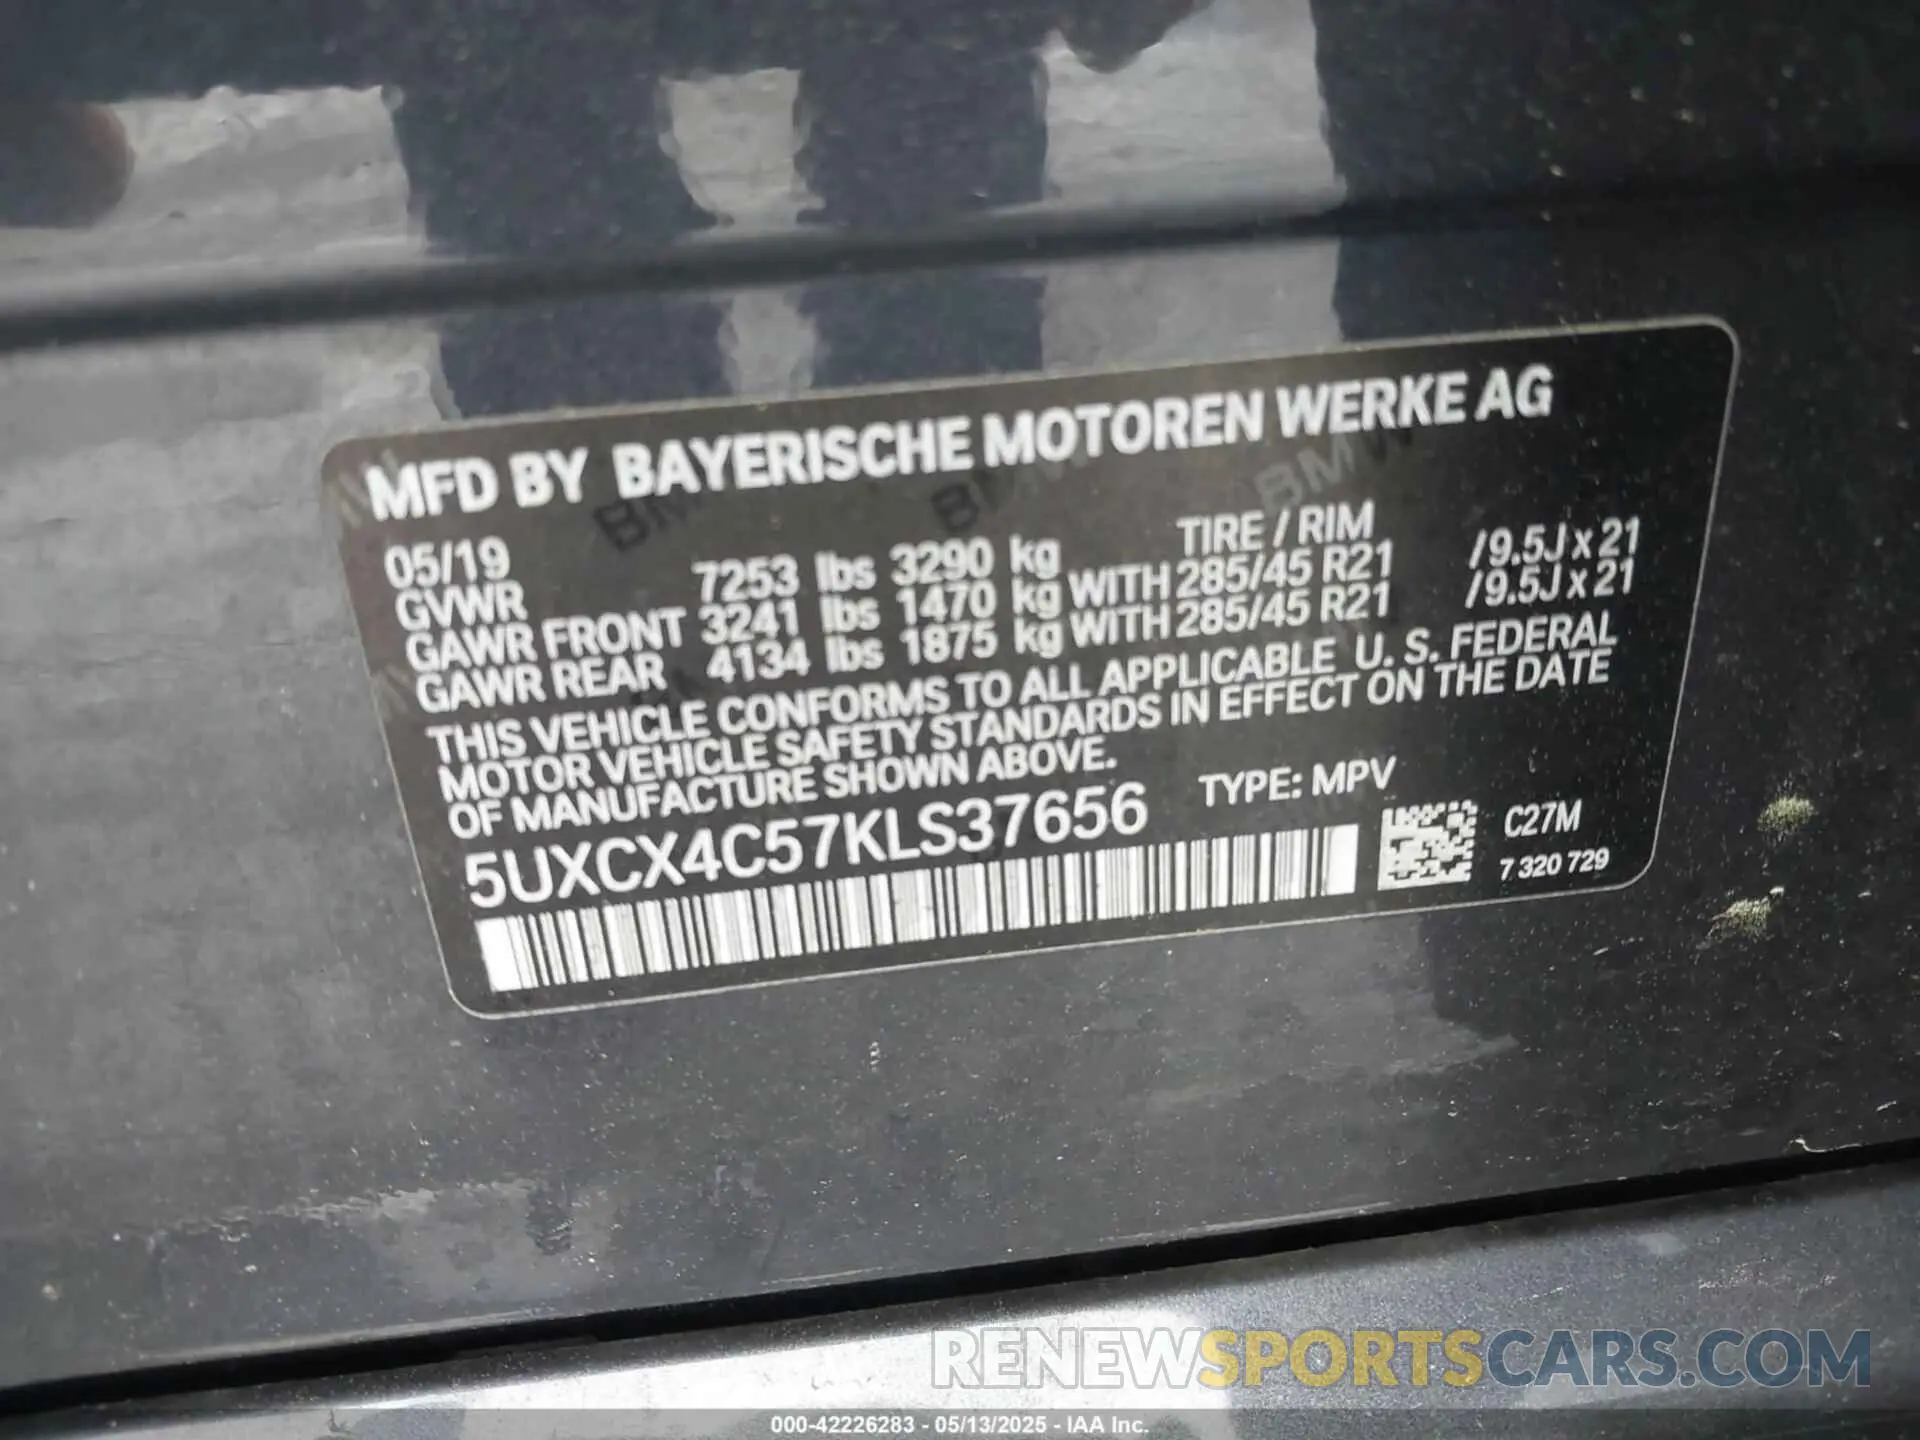 MFD BY BAYERISCHE MOTOREN WERKE AG
05/19 TIRE / RIM
GVWR 7253 lbs 3290 kg
GAWR FRONT 3241 lbs 1470 kg WITH 285/45 R21 /9.5J x 21
GAWR REAR 4134 lbs 1875 kg WITH 285/45 R21 /9.5J x 21
THIS VEHICLE CONFORMS TO ALL APPLICABLE U. S. FEDERAL
MOTOR VEHICLE SAFETY STANDARDS IN EFFECT ON THE DATE
OF MANUFACTURE SHOWN ABOVE.
5UXCX4C57KLS37656 TYPE: MPV
C27M
7 320 729
RENEWSPORTSCARS.COM
000-42226283 - 05/13/2025 - IAA Inc.